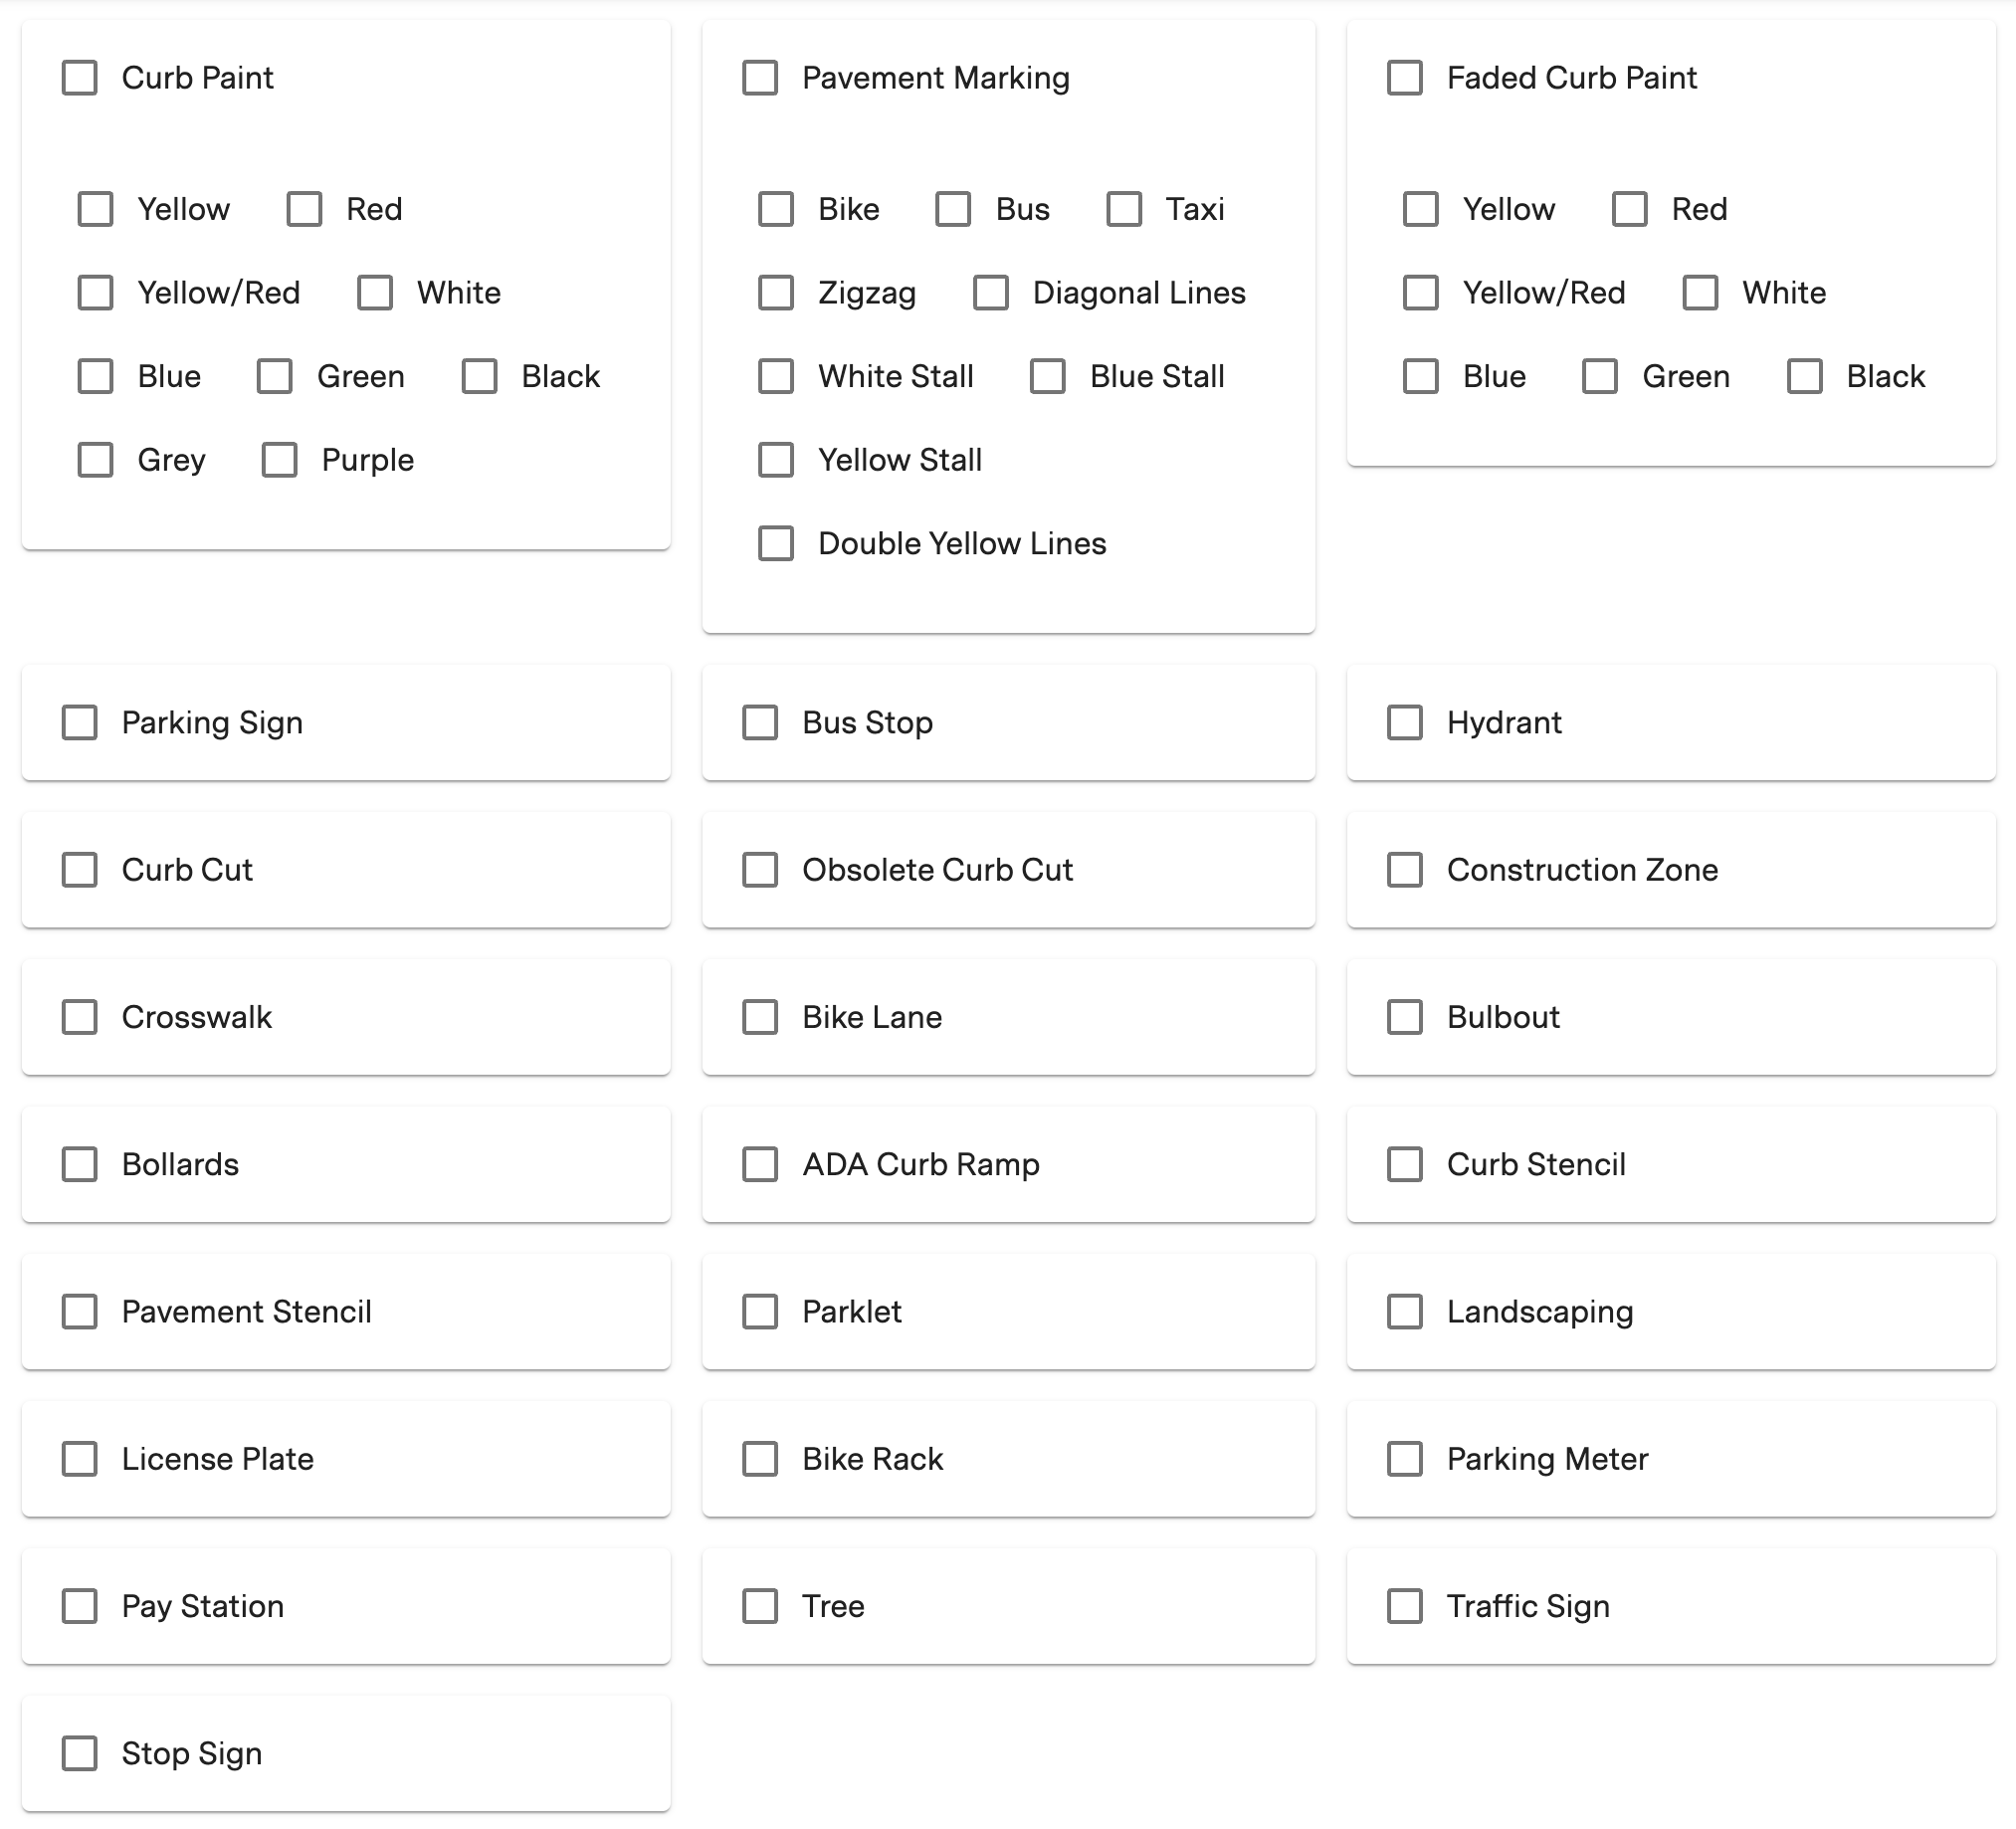 Curb Paint
Yellow Red
Yellow/Red White
Blue Green Black
Grey Purple
Pavement Marking
Bike Bus Taxi
Zigzag Diagonal Lines
White Stall Blue Stall
Yellow Stall
Double Yellow Lines
Faded Curb Paint
Yellow Red
Yellow/Red White
Blue Green Black
Parking Sign
Bus Stop
Hydrant
Curb Cut
Obsolete Curb Cut
Construction Zone
Crosswalk
Bike Lane
Bulbout
Bollards
ADA Curb Ramp
Curb Stencil
Pavement Stencil
Parklet
Landscaping
License Plate
Bike Rack
Parking Meter
Pay Station
Tree
Traffic Sign
Stop Sign